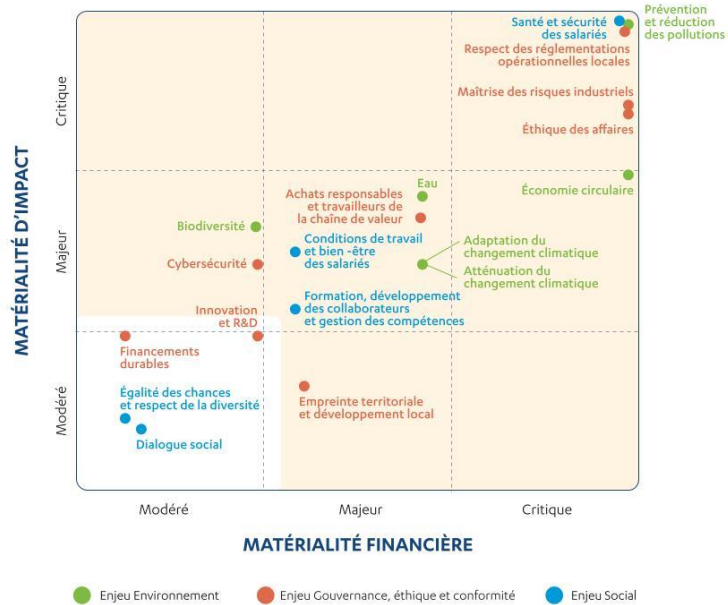 Prévention
et réduction
des pollutions
Santé et sécurité
des salariés
Respect des réglementations
opérationnelles locales
Maîtrise des risques industriels
Éthique des affaires
Économie circulaire
Eau
Achats responsables
et travailleurs de
la chaîne de valeur
Biodiversité
Conditions de travail
et bien -être
des salariés
Adaptation du
changement climatique
Atténuation du
changement climatique
Cybersécurité
Formation, développement
des collaborateurs
et gestion des compétences
Innovation
et R&D
Financements
durables
Égalité des chances
et respect de la diversité
Dialogue social
Empreinte territoriale
et développement local
MATÉRIALITÉ D'IMPACT
Critique
Majeur
Modéré
Modéré
Majeur
Critique
MATÉRIALITÉ FINANCIÈRE
Enjeu Environnement
Enjeu Gouvernance, éthique et conformité
Enjeu Social